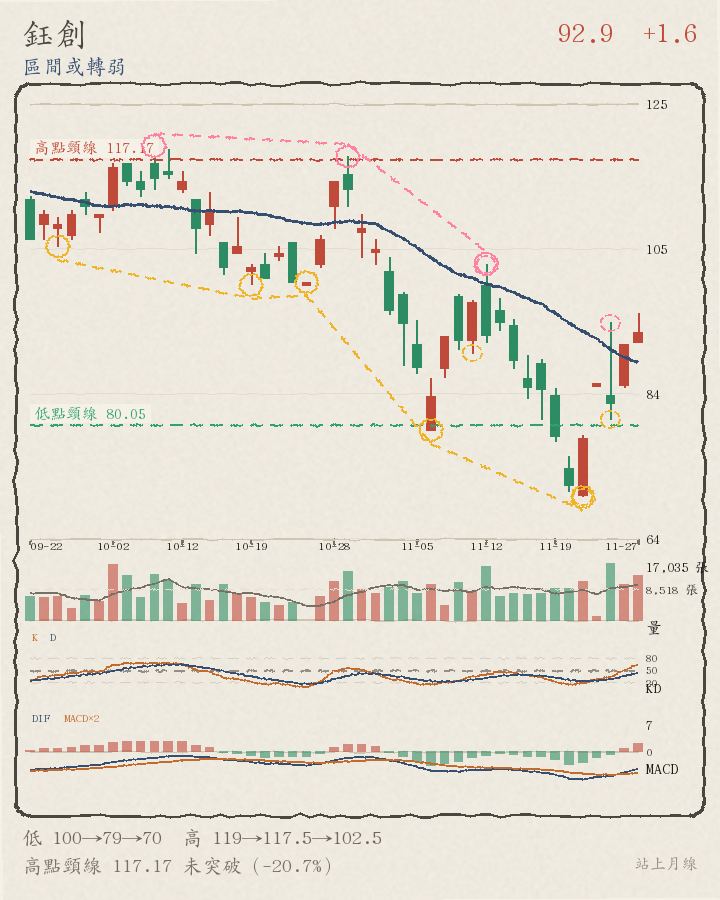 鈺創
92.9 +1.6
區間或轉弱
125
高點頸線 117.17
105
84
低點頸線 80.05
64
09-22 10-02 10-12 10-19 10-28 11-05 11-12 11-19 11-27
17,035 張
8,518 張
量
K D
80
50
20
KD
DIF MACD×2
7
0
MACD
低 100→79→70 高 119→117.5→102.5
高點頸線 117.17 未突破 (-20.7%)
站上月線